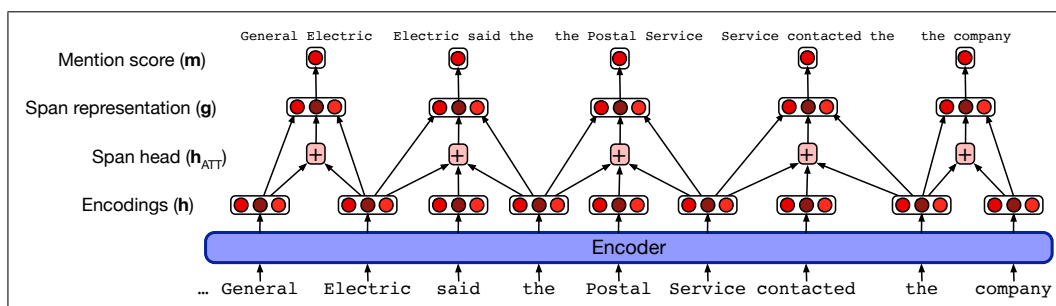 General Electric Electric said the the Postal Service Service contacted the the company
Mention score (m)
Span representation (g)
+ + + + +
Span head (hATT)
Encodings (h)
Encoder
... General Electric said the Postal Service contacted the company